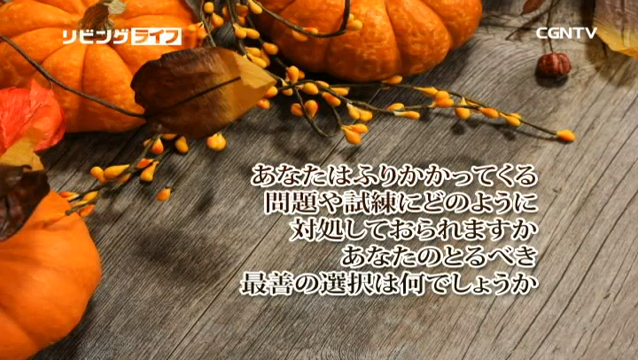 リビングライフ
CGNTV
あなたはふりかかってくる
問題や試練にどのように
対処しておられますか
あなたのとるべき
最善の選択は何でしょうか